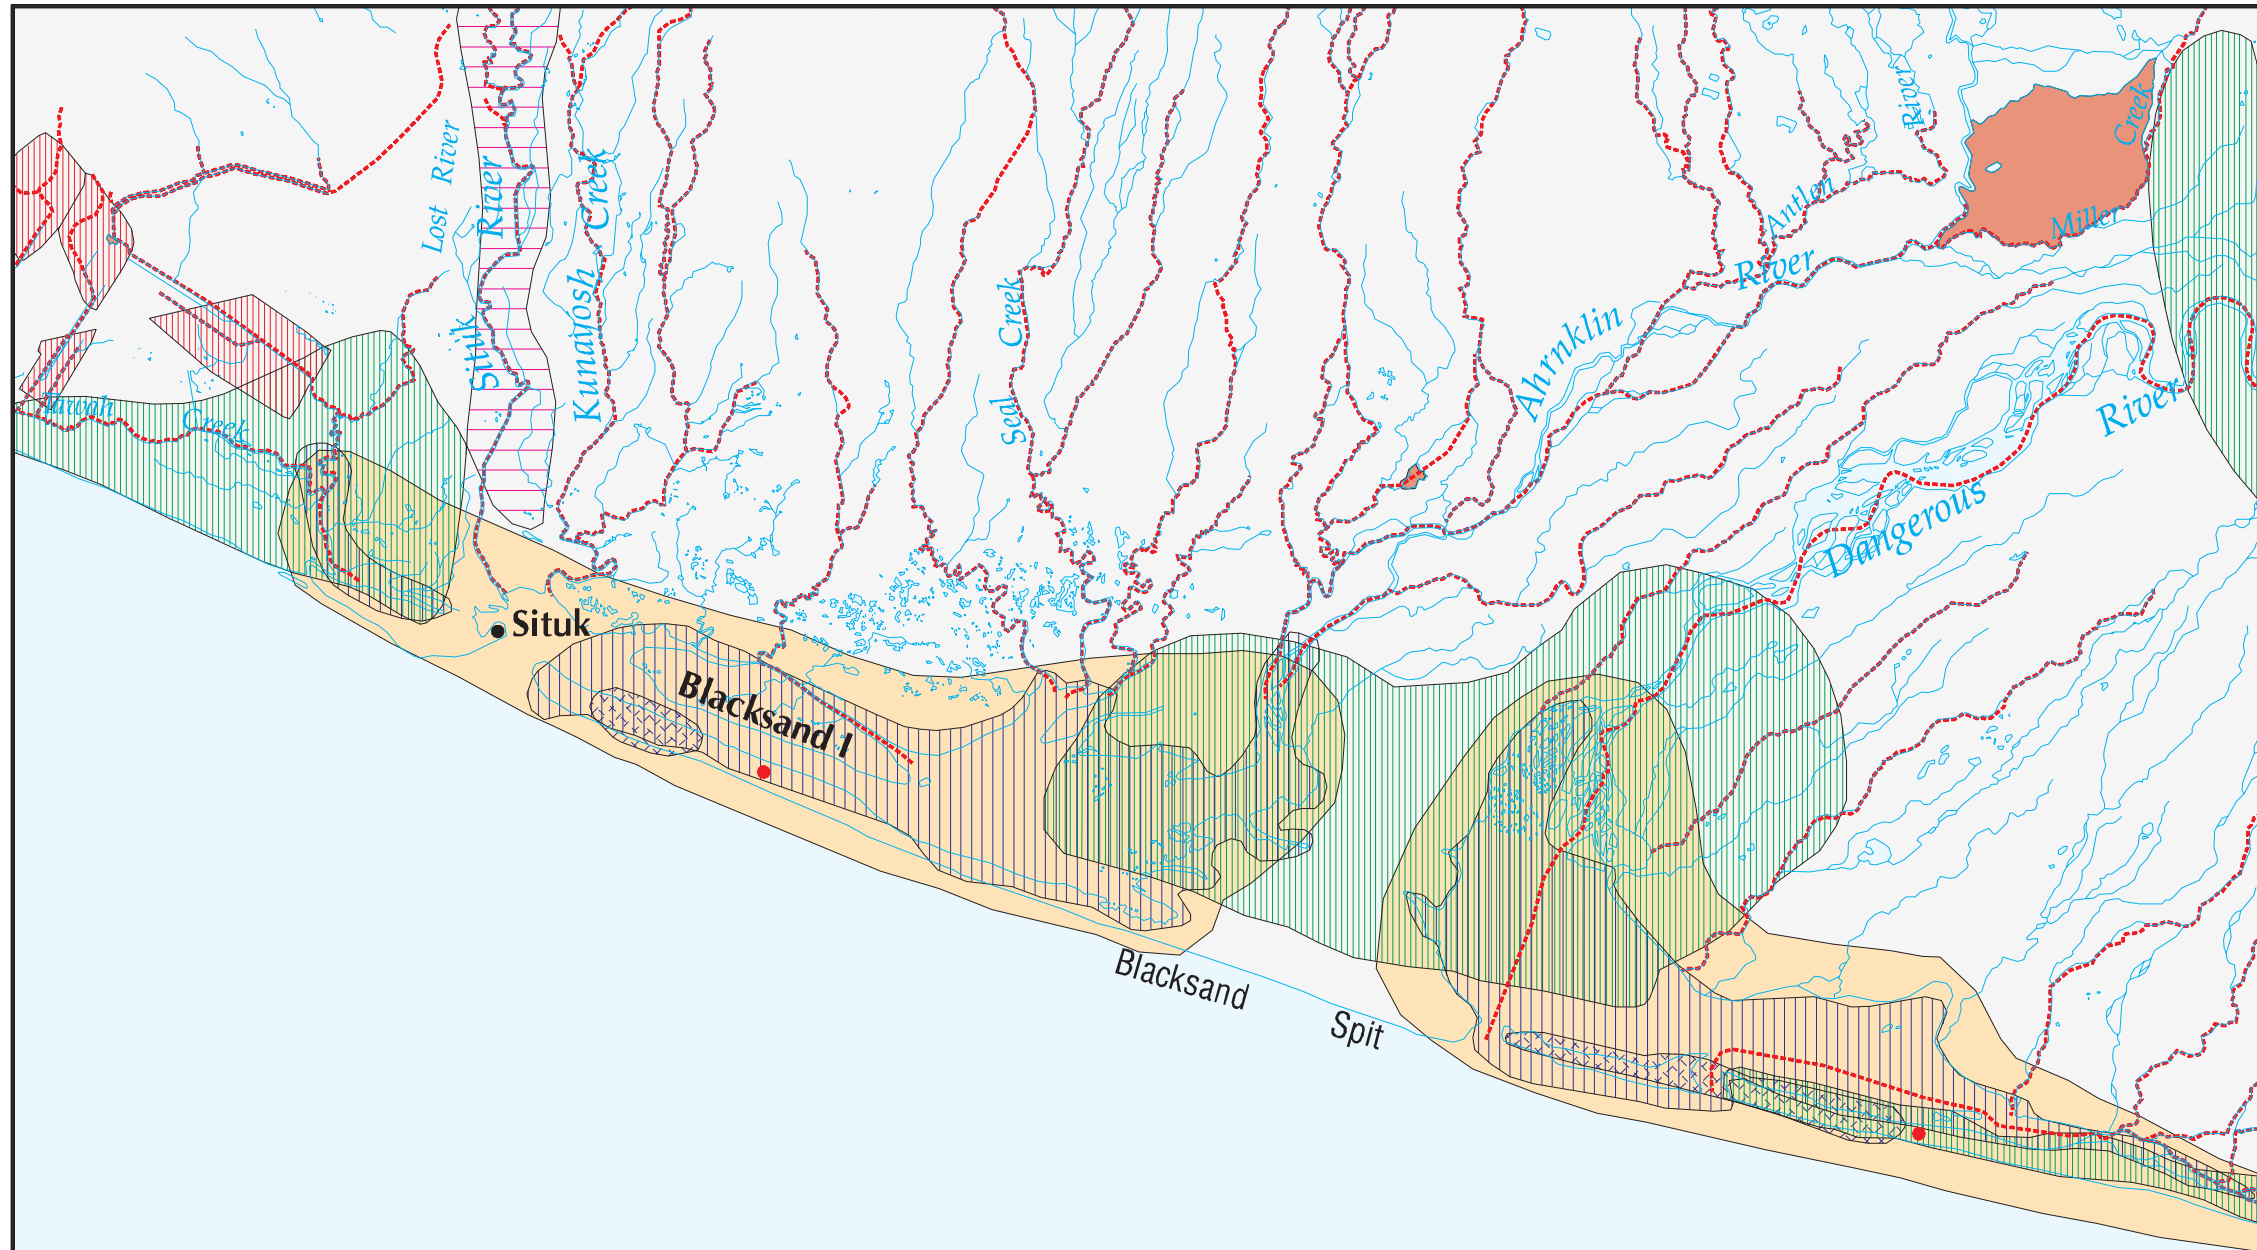 Lost River
Situk River
Kunayosh Creek
Seal Creek
Ahrnklin River
Antlen River
Miller Creek
Dangerous River
Tawah Creek
Situk
Blacksand I
Blacksand Spit